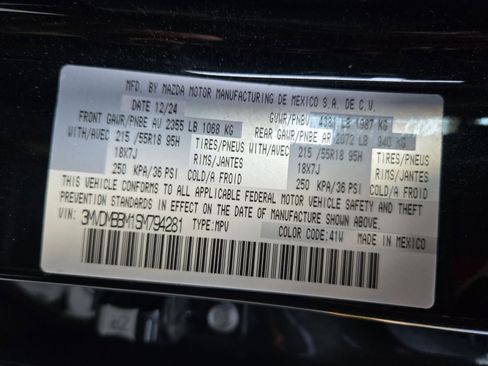 MFD. BY MAZDA MOTOR MANUFACTURING DE MEXICO S.A. DE C.V.
DATE 12/24 GVWR/PNBV 4381 LB 1987 KG
FRONT GAWR/PNBE AV 2355 LB 1068 KG REAR GAWR/PNBE AR 2072 LB 940 KG
WITH/AVEC 215 /55R18 95H TIRES/PNEUS WITH/AVEC 215 /55R18 95H TIRES/PNEUS
18X7J RIMS/JANTES 18X7J RIMS/JANTES
250 KPA/36 PSI COLD/A FROID 250 KPA/36 PSI COLD/A FROID
THIS VEHICLE CONFORMS TO ALL APPLICABLE FEDERAL MOTOR VEHICLE SAFETY AND THEFT
PREVENTION STANDARDS IN EFFECT ON THE DATE OF MANUFACTURE SHOWN ABOVE.
VIN: TYPE: MPV COLOR CODE: 41W MADE IN MEXICO